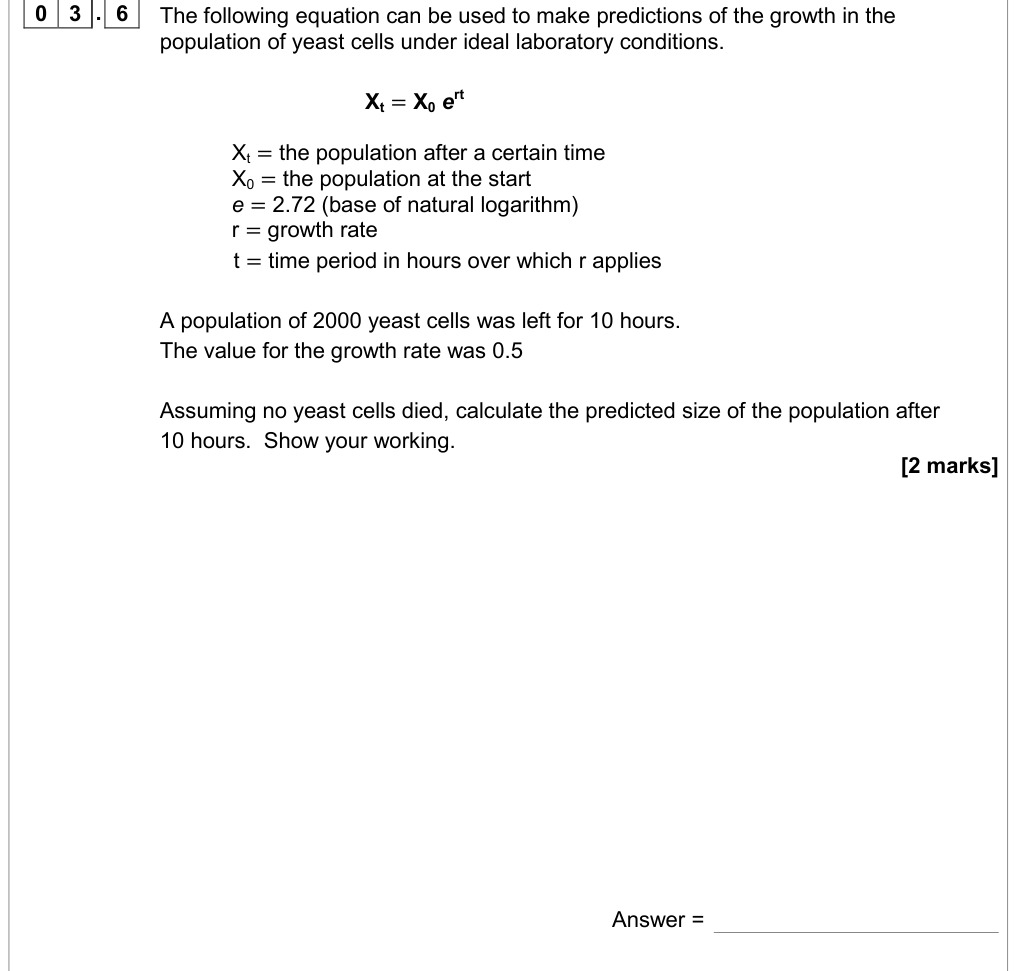 0 3 . 6 The following equation can be used to make predictions of the growth in the
population of yeast cells under ideal laboratory conditions.
Xₜ = X₀ eʳᵗ
Xₜ = the population after a certain time
X₀ = the population at the start
e = 2.72 (base of natural logarithm)
r = growth rate
t = time period in hours over which r applies
A population of 2000 yeast cells was left for 10 hours.
The value for the growth rate was 0.5
Assuming no yeast cells died, calculate the predicted size of the population after
10 hours. Show your working.
[2 marks]
Answer =